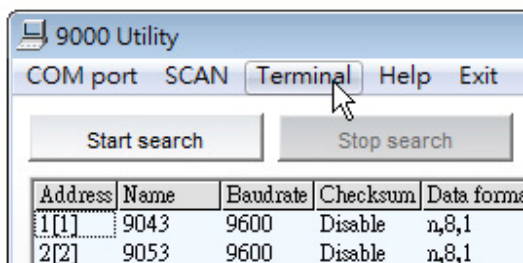 9000 Utility
COM port SCAN Terminal Help Exit
Start search Stop search
Address Name Baudrate Checksum Data forma
1[1] 9043 9600 Disable n,8,1
2[2] 9053 9600 Disable n,8,1